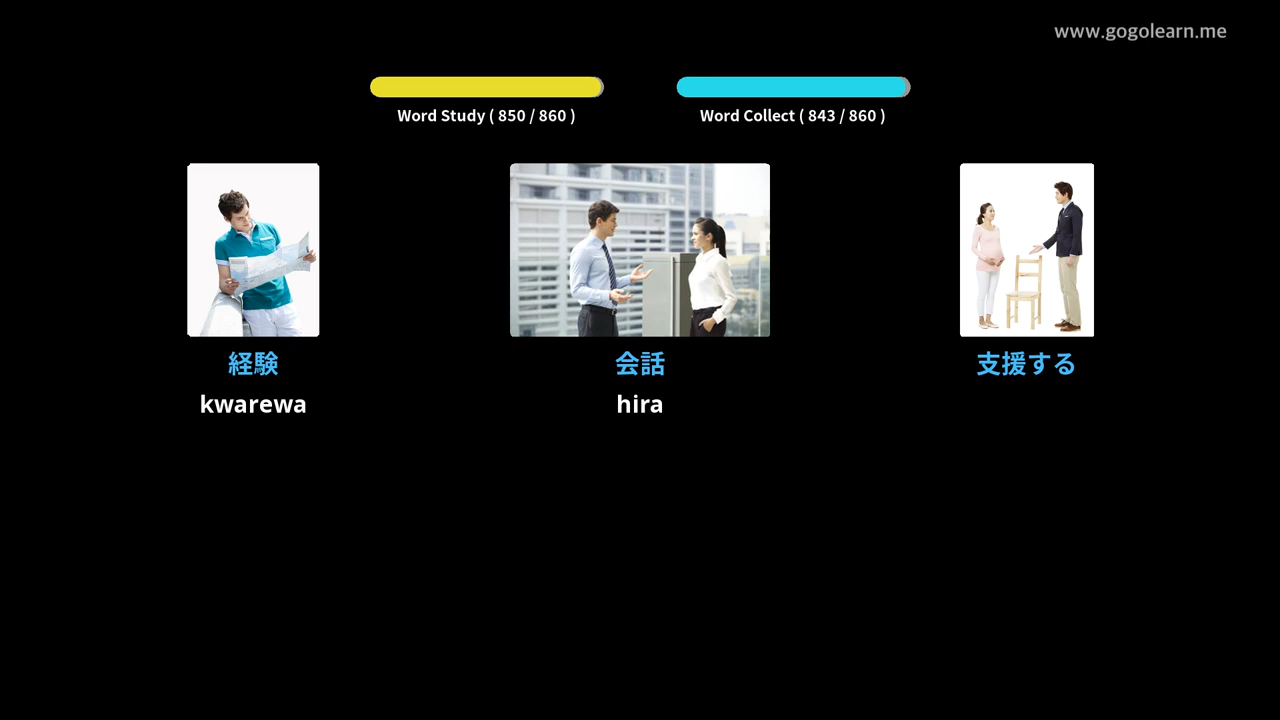 www.gogolearn.me
Word Study ( 850 / 860 )
Word Collect ( 843 / 860 )
経験
kwarewa
会話
hira
支援する